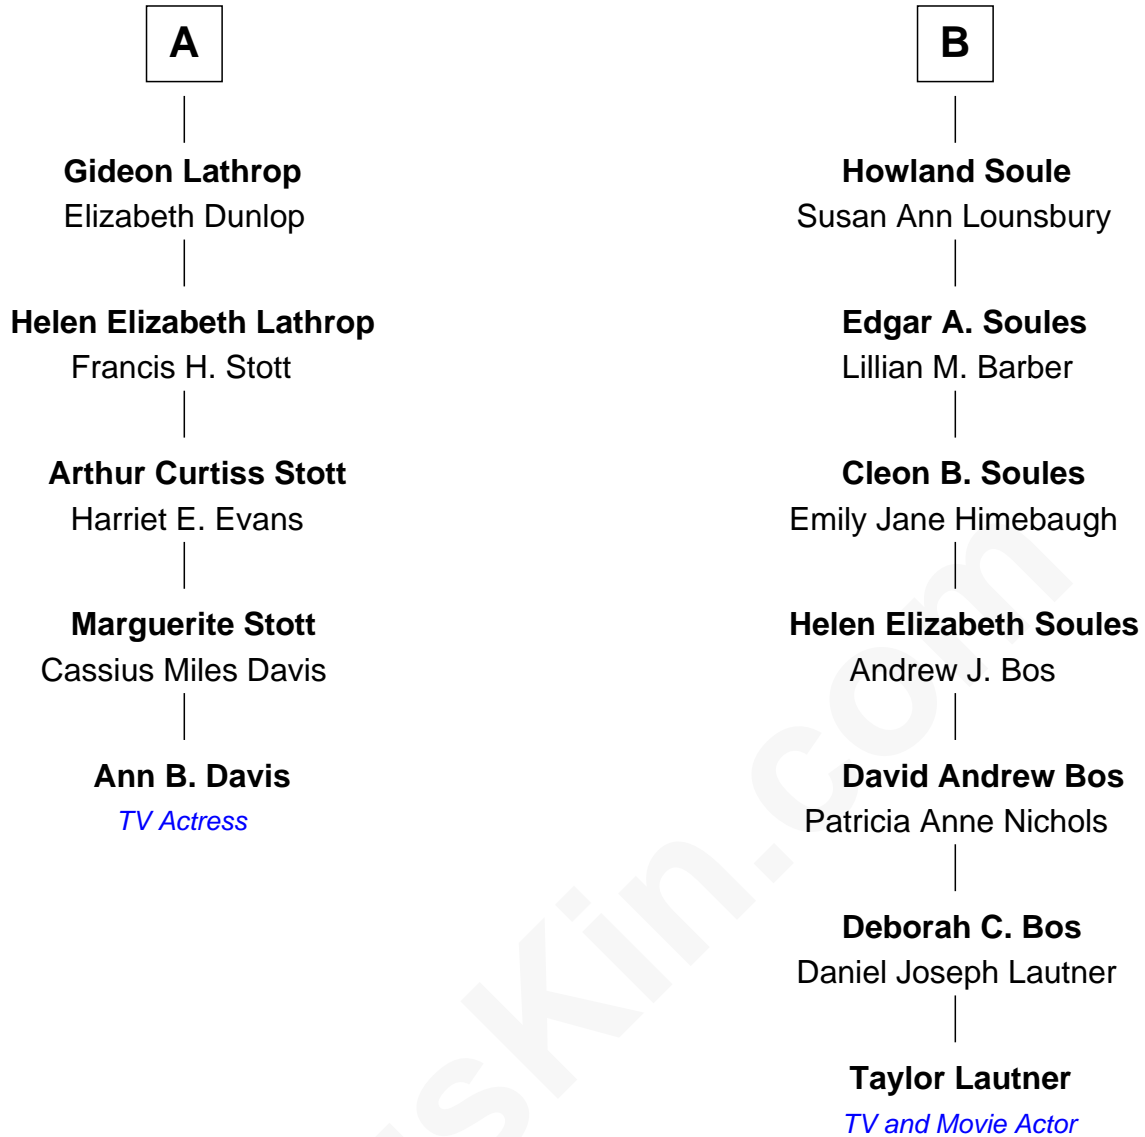 A
Gideon Lathrop
Elizabeth Dunlop
Helen Elizabeth Lathrop
Francis H. Stott
Arthur Curtiss Stott
Harriet E. Evans
Marguerite Stott
Cassius Miles Davis
Ann B. Davis
TV Actress
B
Howland Soule
Susan Ann Lounsbury
Edgar A. Soules
Lillian M. Barber
Cleon B. Soules
Emily Jane Himebaugh
Helen Elizabeth Soules
Andrew J. Bos
David Andrew Bos
Patricia Anne Nichols
Deborah C. Bos
Daniel Joseph Lautner
Taylor Lautner
TV and Movie Actor
sKin.com